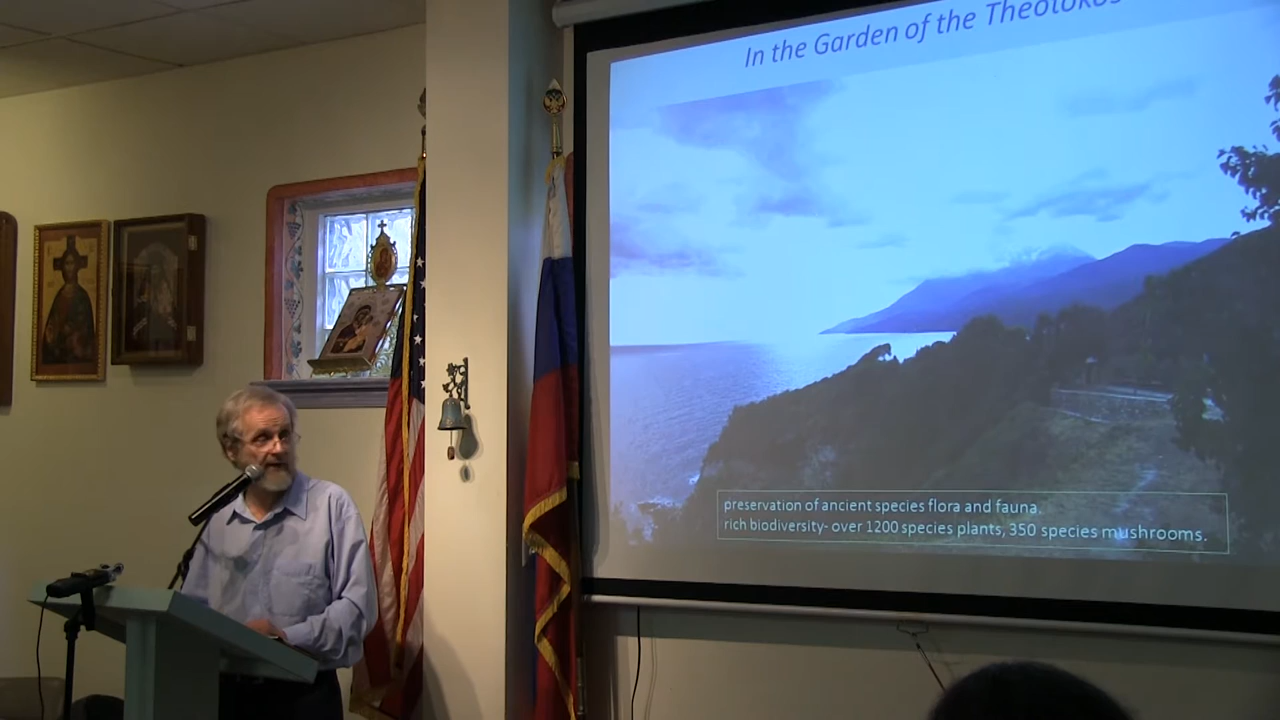 In the Garden of the Theotokos
preservation of ancient species flora and fauna.
rich biodiversity- over 1200 species plants, 350 species mushrooms.